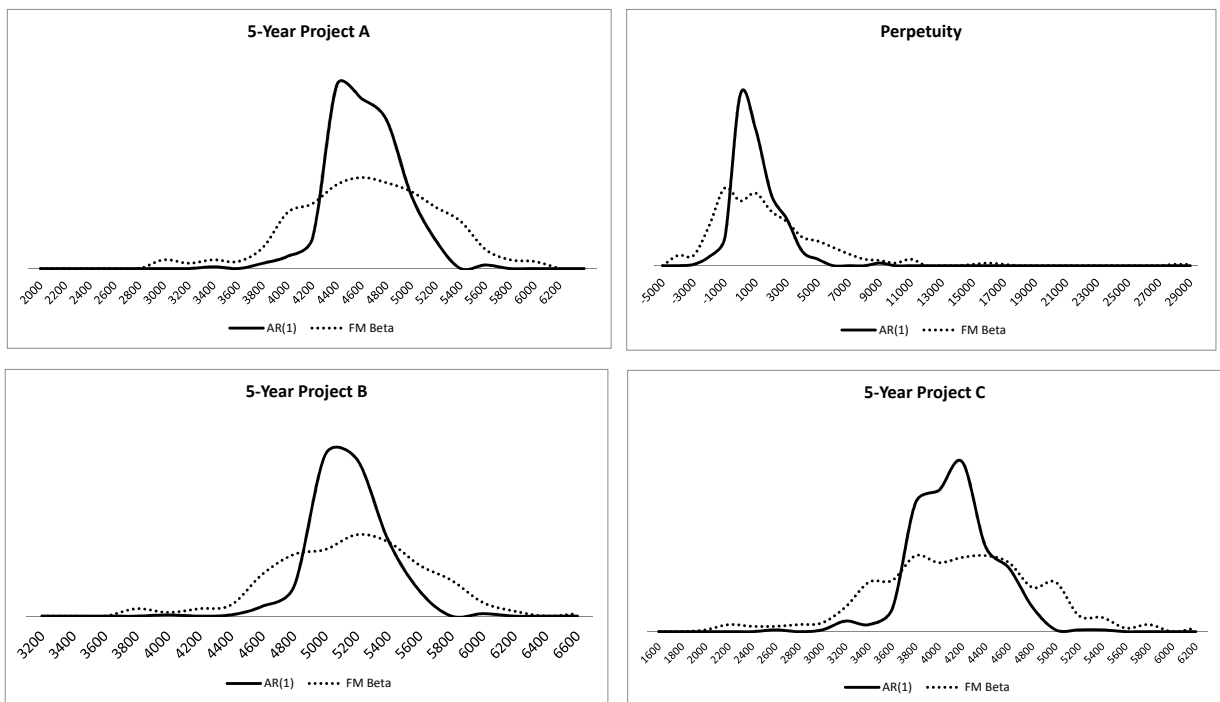 5-Year Project A
2000 2200 2400 2600 2800 3000 3200 3400 3600 3800 4000 4200 4400 4600 4800 5000 5200 5400 5600 5800 6000 6200
AR(1) FM Beta
Perpetuity
-5000 -3000 -1000 1000 3000 5000 7000 9000 11000 13000 15000 17000 19000 21000 23000 25000 27000 29000
AR(1) FM Beta
5-Year Project B
3200 3400 3600 3800 4000 4200 4400 4600 4800 5000 5200 5400 5600 5800 6000 6200 6400 6600
AR(1) FM Beta
5-Year Project C
1600 1800 2000 2200 2400 2600 2800 3000 3200 3400 3600 3800 4000 4200 4400 4600 4800 5000 5200 5400 5600 5800 6000 6200
AR(1) FM Beta